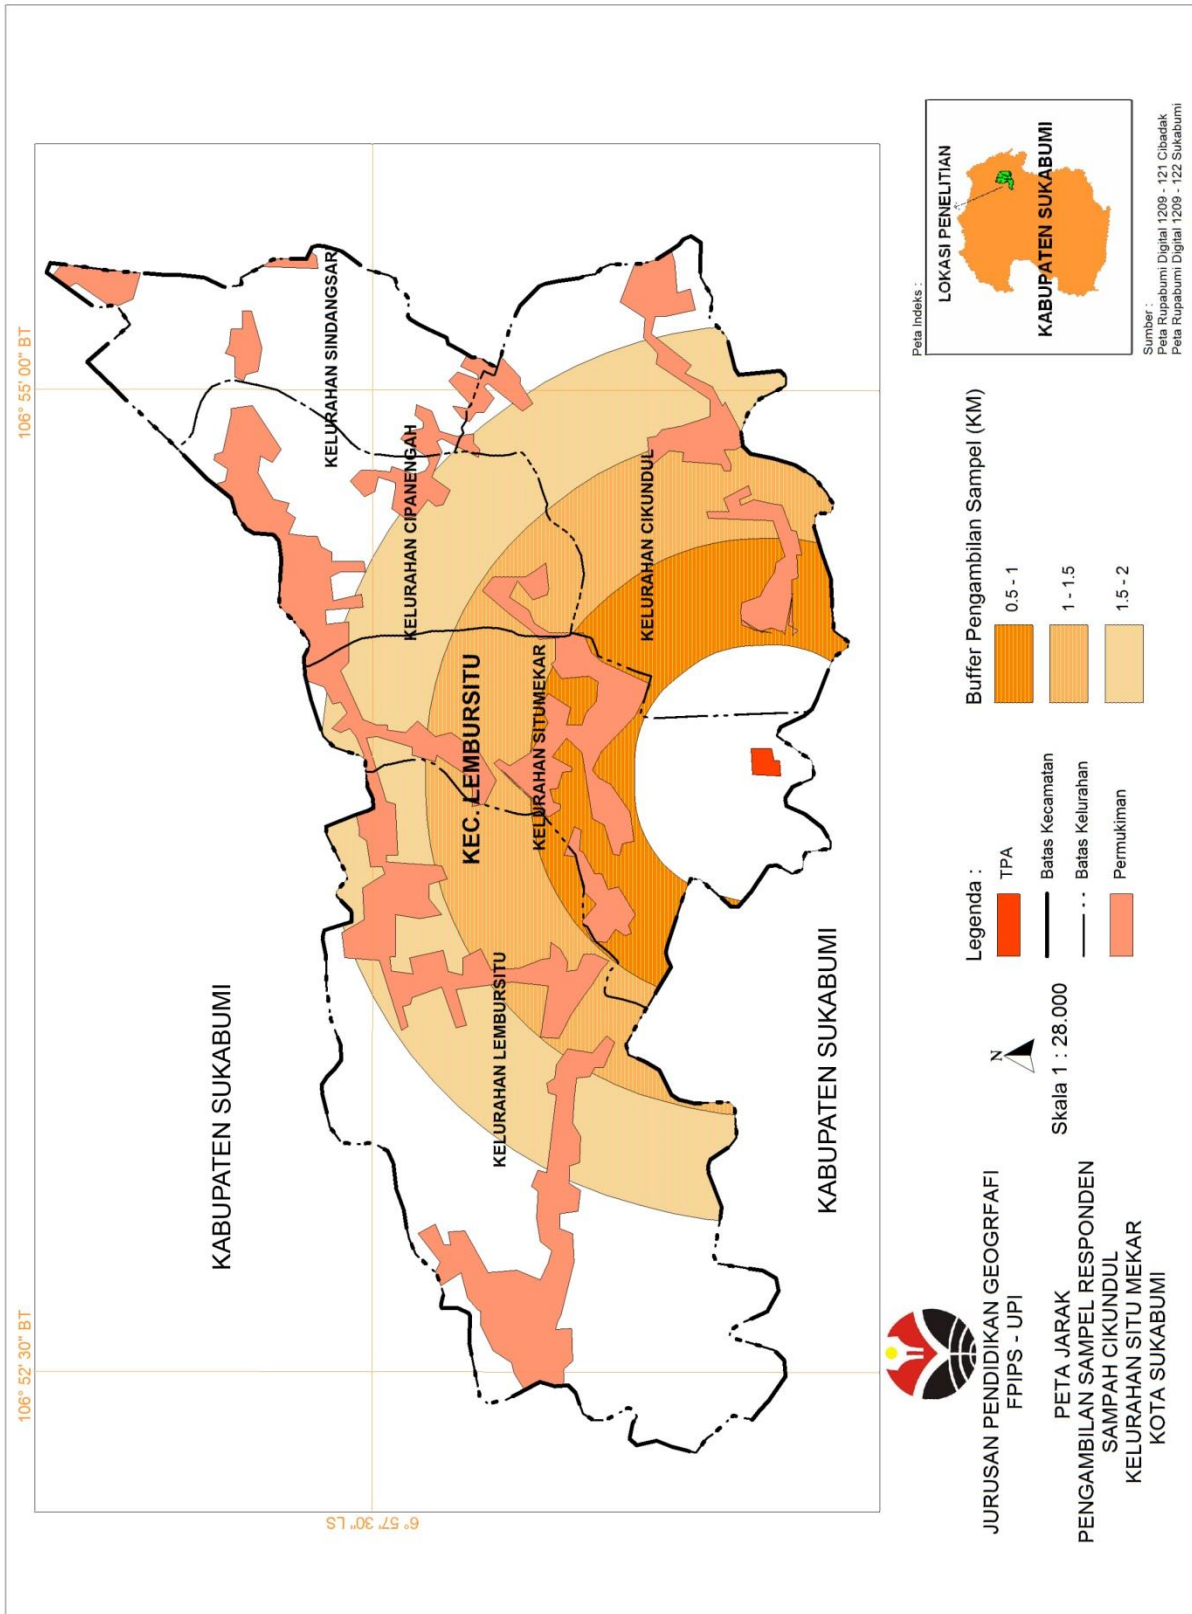 106° 52' 30" BT
106° 55' 00" BT
6° 57' 30" LS
KABUPATEN SUKABUMI
KELURAHAN SINDANGSAR
KELURAHAN CIPANENGAH
KEC. LEMBURSITU
KELURAHAN LEMBURSITU
KELURAHAN SITUMEKAR
KELURAHAN CIKUNDUL
KABUPATEN SUKABUMI
JURUSAN PENDIDIKAN GEOGRFAFI
FPIPS - UPI
PETA JARAK
PENGAMBILAN SAMPEL RESPONDEN
SAMPAH CIKUNDUL
KELURAHAN SITU MEKAR
KOTA SUKABUMI
N
Skala 1 : 28.000
Legenda :
TPA
Batas Kecamatan
Batas Kelurahan
Permukiman
Buffer Pengambilan Sampel (KM)
0.5 - 1
1 - 1.5
1.5 - 2
Peta Indeks :
LOKASI PENELITIAN
KABUPATEN SUKABUMI
Sumber :
Peta Rupabumi Digital 1209 - 121 Cibadak
Peta Rupabumi Digital 1209 - 122 Sukabumi